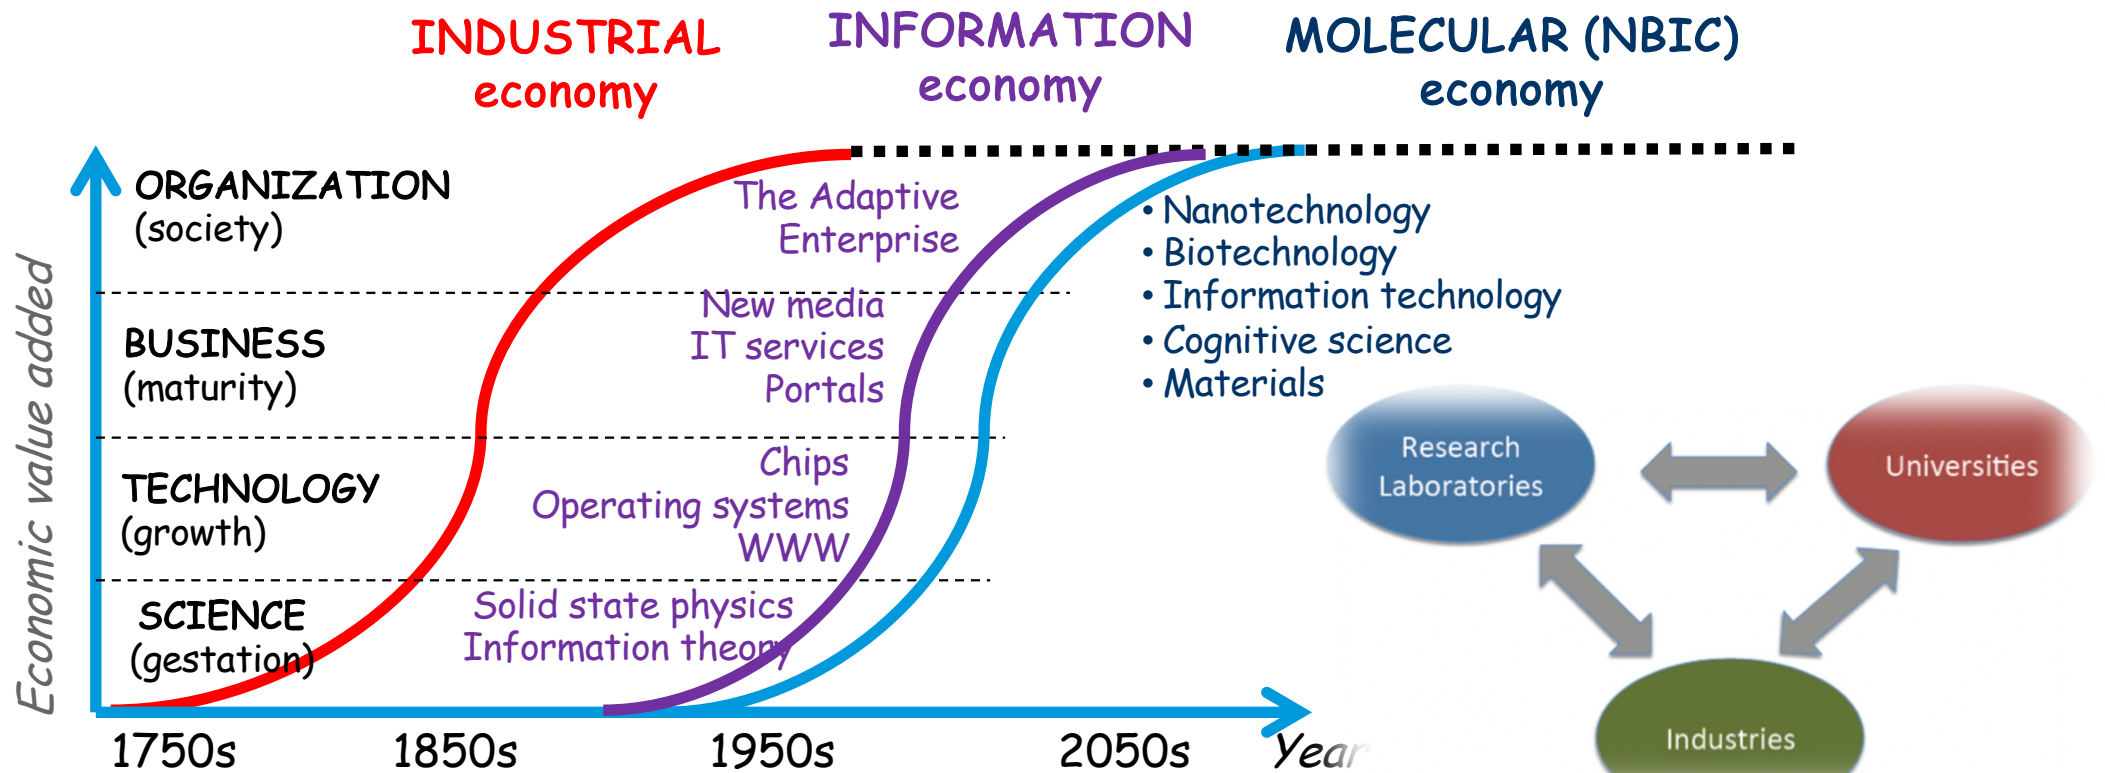 INDUSTRIAL
economy
INFORMATION
economy
MOLECULAR (NBIC)
economy
Economic value added
ORGANIZATION
(society)
BUSINESS
(maturity)
TECHNOLOGY
(growth)
SCIENCE
(gestation)
The Adaptive
Enterprise
New media
IT services
Portals
Chips
Operating systems
WWW
Solid state physics
Information theory
• Nanotechnology
• Biotechnology
• Information technology
• Cognitive science
• Materials
Research
Laboratories
Universities
Industries
1750s 1850s 1950s 2050s Year